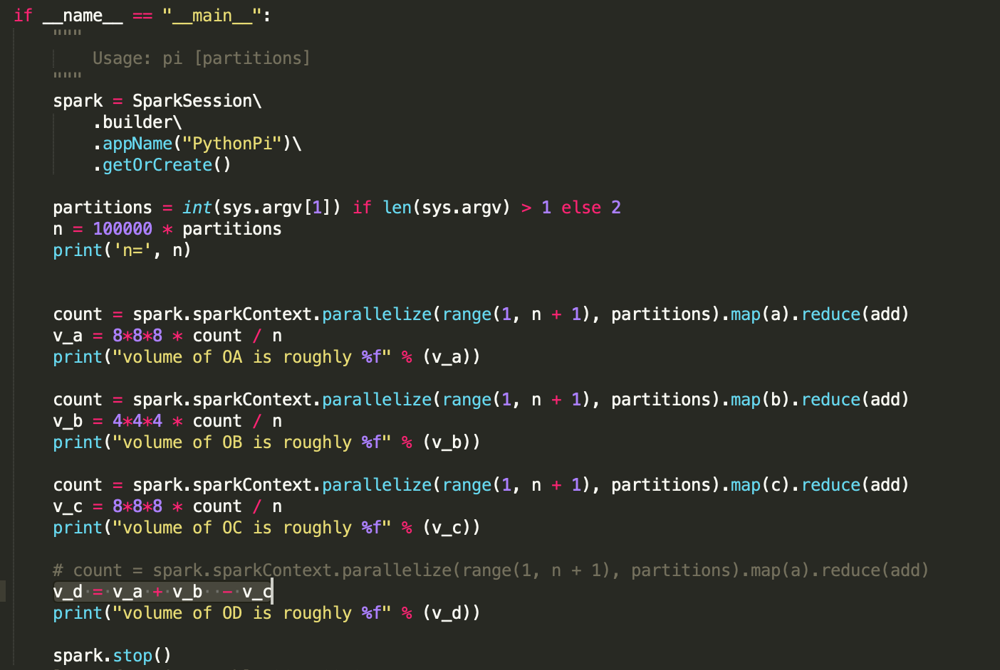 if __name__ == "__main__":
"""
Usage: pi [partitions]
"""
spark = SparkSession\
.builder\
.appName("PythonPi")\
.getOrCreate()
partitions = int(sys.argv[1]) if len(sys.argv) > 1 else 2
n = 100000 * partitions
print('n=', n)
count = spark.sparkContext.parallelize(range(1, n + 1), partitions).map(a).reduce(add)
v_a = 8*8*8 * count / n
print("volume of OA is roughly %f" % (v_a))
count = spark.sparkContext.parallelize(range(1, n + 1), partitions).map(b).reduce(add)
v_b = 4*4*4 * count / n
print("volume of OB is roughly %f" % (v_b))
count = spark.sparkContext.parallelize(range(1, n + 1), partitions).map(c).reduce(add)
v_c = 8*8*8 * count / n
print("volume of OC is roughly %f" % (v_c))
# count = spark.sparkContext.parallelize(range(1, n + 1), partitions).map(a).reduce(add)
v_d = v_a + v_b  - v_c
print("volume of OD is roughly %f" % (v_d))
spark.stop()